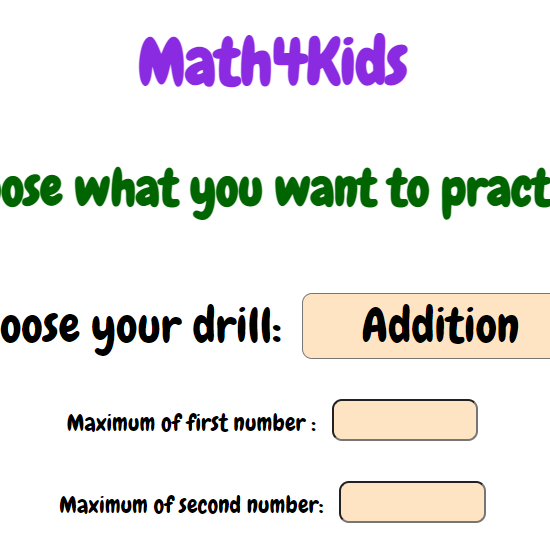 Math4Kids
ose what you want to pract
oose your drill: Addition
Maximum of first number :
Maximum of second number: